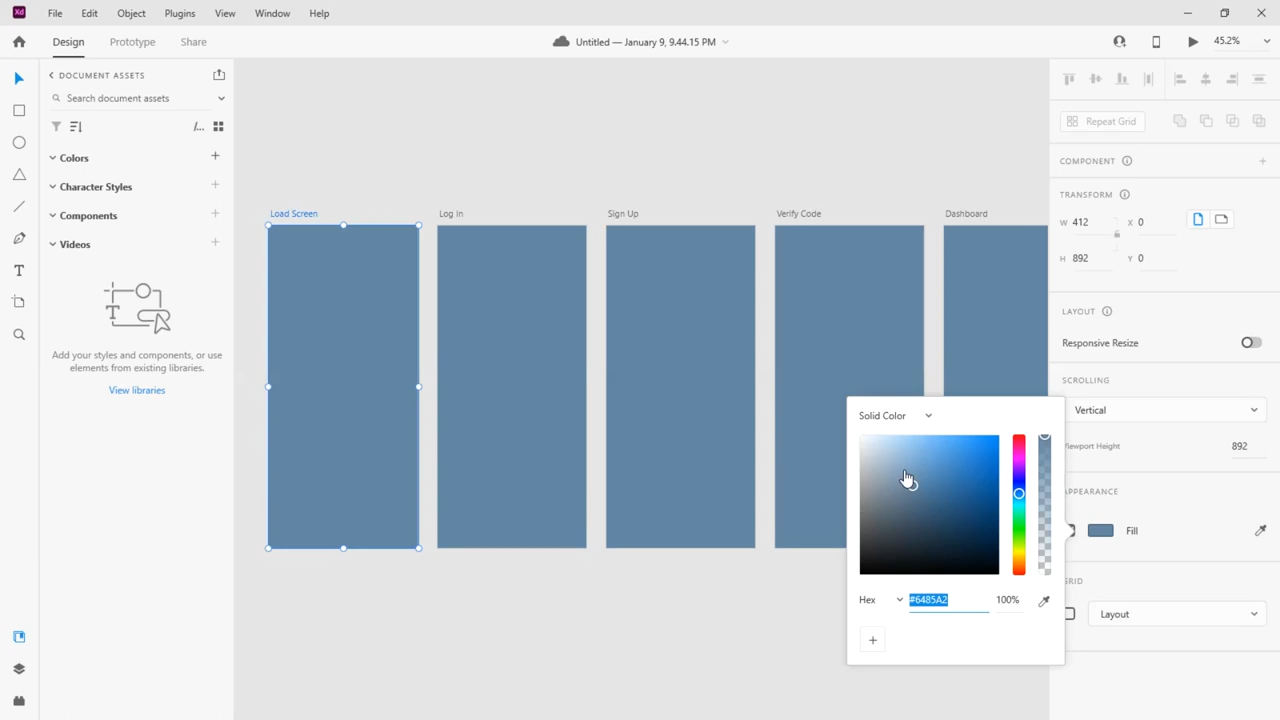 Xd File Edit Object Plugins View Window Help
Design Prototype Share Untitled — January 9, 9.44.15 PM 45.2%
DOCUMENT ASSETS
Search document assets
Colors
Character Styles
Components
Videos
T
Add your styles and components, or use
elements from existing libraries.
View libraries
T
Load Screen Log In Sign Up Verify Code Dashboard
Solid Color
Hex #6485A2 100%
+
Repeat Grid
COMPONENT
TRANSFORM
W 412 X 0
H 892 Y 0
LAYOUT
Responsive Resize
SCROLLING
Vertical
Viewport Height 892
APPEARANCE
Fill
GRID
Layout